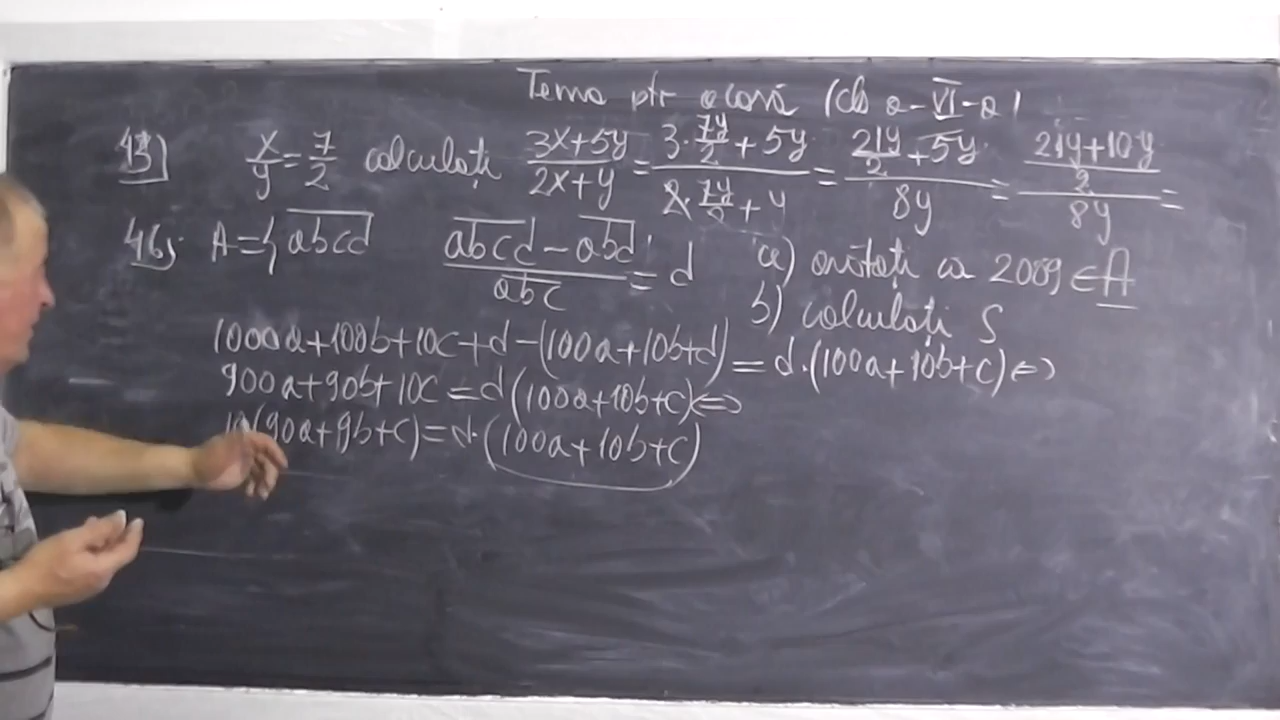 Tema ptr acasă (cls a-VI-a)
43) x/y = 7/2 calculați (3x+5y)/(2x+y) = (3·7y/2 + 5y)/(2·7y/2 + y) = (21y/2 + 5y)/(8y) = ((21y+10y)/2)/(8y) =
46) A={ abcd (abcd − abd)/abc = d a) arătați că 2009 ∈ A
b) calculați S
1000a+100b+10c+d−(100a+10b+d) = d·(100a+10b+c) ⇔
900a+90b+10c = d(100a+10b+c) ⇔
10(90a+9b+c) = d·(100a+10b+c)